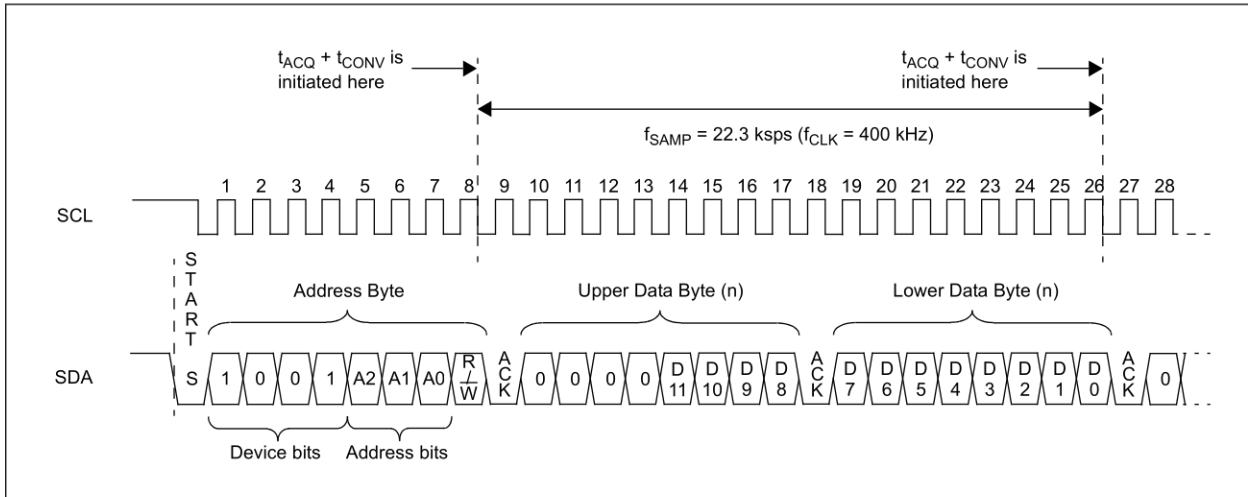 tACQ + tCONV is
initiated here
tACQ + tCONV is
initiated here
fSAMP = 22.3 ksps (fCLK = 400 kHz)
1 2 3 4 5 6 7 8 9 10 11 12 13 14 15 16 17 18 19 20 21 22 23 24 25 26 27 28
SCL
START
Address Byte
Upper Data Byte (n)
Lower Data Byte (n)
SDA
S 1 0 0 1 A2 A1 A0 R/W ACK 0 0 0 0 D11 D10 D9 D8 ACK D7 D6 D5 D4 D3 D2 D1 D0 ACK 0
Device bits
Address bits